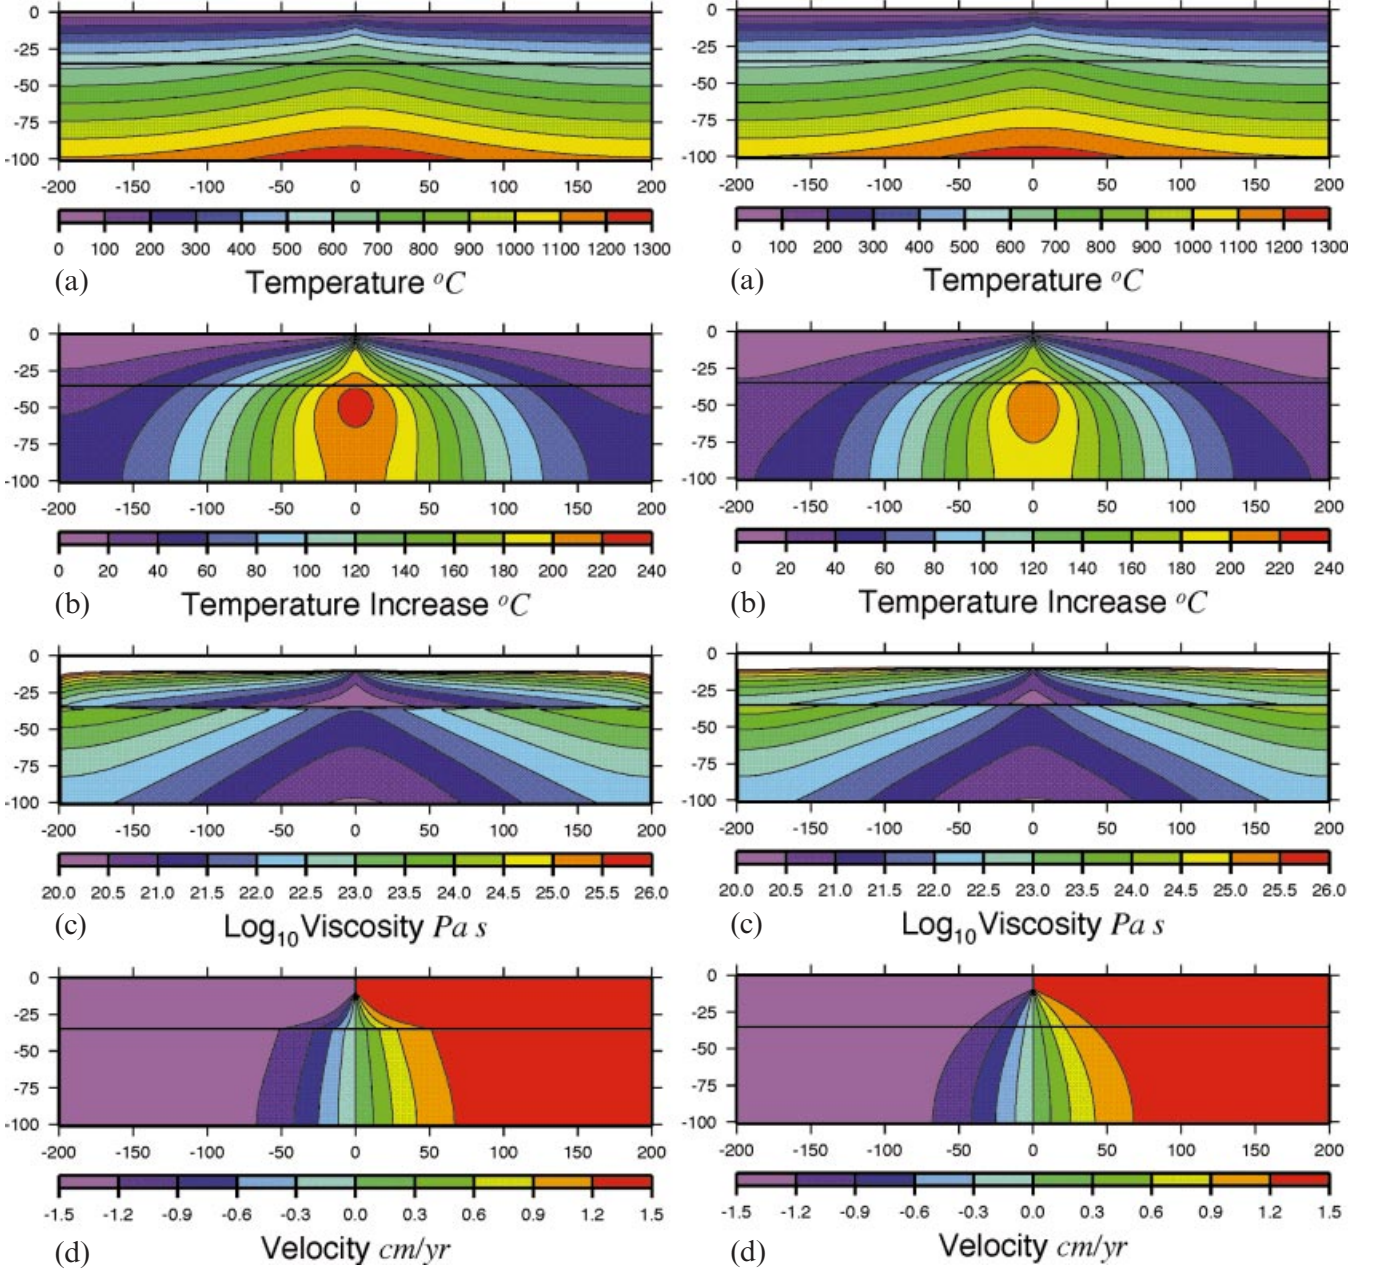 0
-25
-50
-75
-100
-200 -150 -100 -50 0 50 100 150 200
0 100 200 300 400 500 600 700 800 900 1000 1100 1200 1300
(a) Temperature °C
0
-25
-50
-75
-100
-200 -150 -100 -50 0 50 100 150 200
0 20 40 60 80 100 120 140 160 180 200 220 240
(b) Temperature Increase °C
0
-25
-50
-75
-100
-200 -150 -100 -50 0 50 100 150 200
20.0 20.5 21.0 21.5 22.0 22.5 23.0 23.5 24.0 24.5 25.0 25.5 26.0
(c) Log10Viscosity Pa s
0
-25
-50
-75
-100
-200 -150 -100 -50 0 50 100 150 200
-1.5 -1.2 -0.9 -0.6 -0.3 0.0 0.3 0.6 0.9 1.2 1.5
(d) Velocity cm/yr
0
-25
-50
-75
-100
-200 -150 -100 -50 0 50 100 150 200
0 100 200 300 400 500 600 700 800 900 1000 1100 1200 1300
(a) Temperature °C
0
-25
-50
-75
-100
-200 -150 -100 -50 0 50 100 150 200
0 20 40 60 80 100 120 140 160 180 200 220 240
(b) Temperature Increase °C
0
-25
-50
-75
-100
-200 -150 -100 -50 0 50 100 150 200
20.0 20.5 21.0 21.5 22.0 22.5 23.0 23.5 24.0 24.5 25.0 25.5 26.0
(c) Log10Viscosity Pa s
0
-25
-50
-75
-100
-200 -150 -100 -50 0 50 100 150 200
-1.5 -1.2 -0.9 -0.6 -0.3 0.0 0.3 0.6 0.9 1.2 1.5
(d) Velocity cm/yr